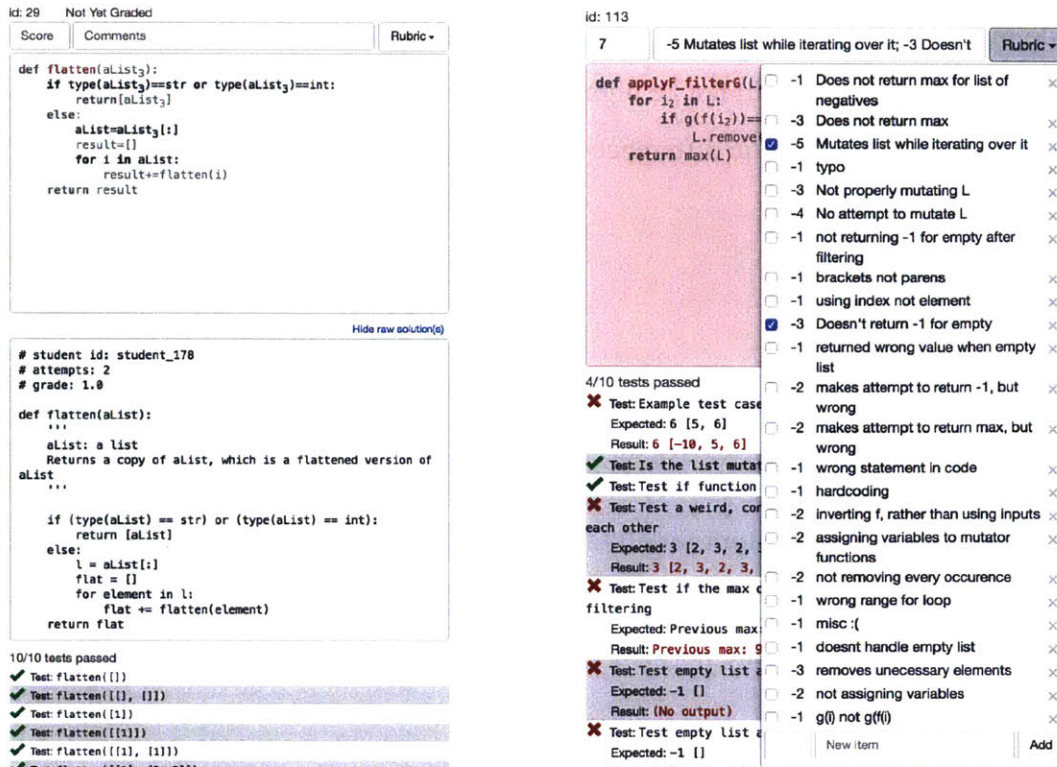 id: 29 Not Yet Graded
Score Comments Rubric
def flatten(aList3):
if type(aList3)==str or type(aList3)==int:
return[aList3]
else:
aList=aList3[:]
result=[]
for i in aList:
result+=flatten(i)
return result
Hide raw solution(s)
# student id: student_178
# attempts: 2
# grade: 1.0
def flatten(aList):
'''
aList: a list
Returns a copy of aList, which is a flattened version of
aList
'''
if (type(aList) == str) or (type(aList) == int):
return [aList]
else:
l = aList[:]
flat = []
for element in l:
flat += flatten(element)
return flat
10/10 tests passed
Test: flatten([])
Test: flatten([[], []])
Test: flatten([1])
Test: flatten([[1]])
Test: flatten([[1], [1]])
id: 113
7 -5 Mutates list while iterating over it; -3 Doesn't Rubric
def applyF_filterG(L,
for i2 in L:
if g(f(i2))==
L.remove(
return max(L)
4/10 tests passed
Test: Example test case
Expected: 6 [5, 6]
Result: 6 [-10, 5, 6]
Test: Is the list mutat
Test: Test if function
Test: Test a weird, con
each other
Expected: 3 [2, 3, 2, 3
Result: 3 [2, 3, 2, 3,
Test: Test if the max o
filtering
Expected: Previous max:
Result: Previous max: 9
Test: Test empty list a
Expected: -1 []
Result: (No output)
Test: Test empty list a
Expected: -1 []
-1 Does not return max for list of
negatives
-3 Does not return max
-5 Mutates list while iterating over it
-1 typo
-3 Not properly mutating L
-4 No attempt to mutate L
-1 not returning -1 for empty after
filtering
-1 brackets not parens
-1 using index not element
-3 Doesn't return -1 for empty
-1 returned wrong value when empty
list
-2 makes attempt to return -1, but
wrong
-2 makes attempt to return max, but
wrong
-1 wrong statement in code
-1 hardcoding
-2 inverting f, rather than using inputs
-2 assigning variables to mutator
functions
-2 not removing every occurence
-1 wrong range for loop
-1 misc :(
-1 doesnt handle empty list
-3 removes unecessary elements
-2 not assigning variables
-1 g(i) not g(f(i)
New item Add